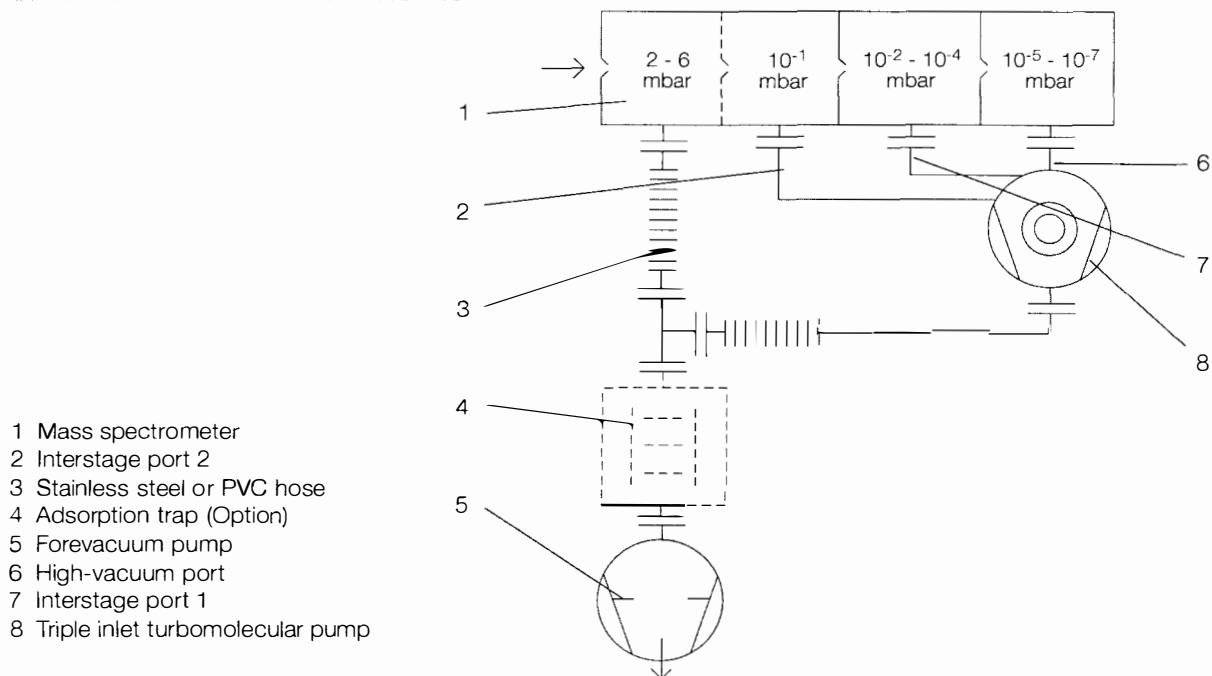 2 - 6
mbar
10⁻¹
mbar
10⁻² - 10⁻⁴
mbar
10⁻⁵ - 10⁻⁷
mbar
1
2
3
4
5
6
7
8
1 Mass spectrometer
2 Interstage port 2
3 Stainless steel or PVC hose
4 Adsorption trap (Option)
5 Forevacuum pump
6 High-vacuum port
7 Interstage port 1
8 Triple inlet turbomolecular pump